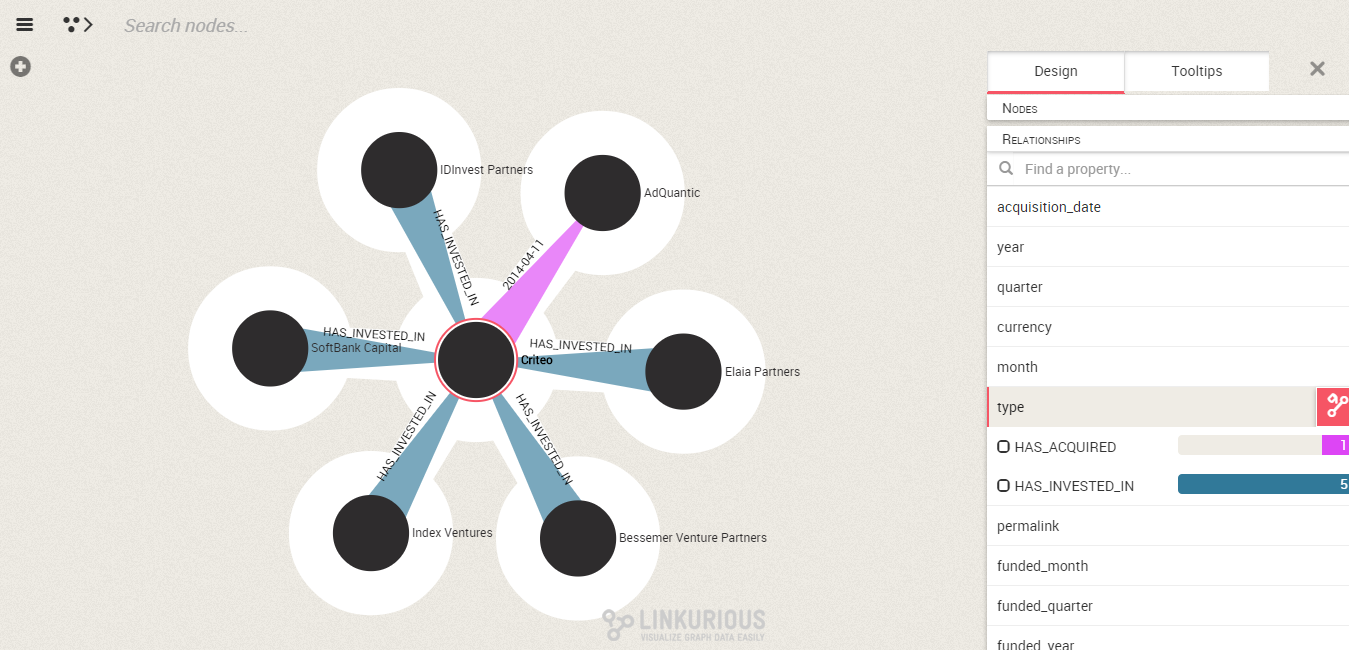 Search nodes...
Design
Tooltips
Nodes
Relationships
Find a property...
acquisition_date
year
quarter
currency
month
type
HAS_ACQUIRED
1
HAS_INVESTED_IN
5
permalink
funded_month
funded_quarter
funded_year
IDInvest Partners
AdQuantic
HAS_INVESTED_IN
2014-04-11
HAS_INVESTED_IN
SoftBank Capital
HAS_INVESTED_IN
Criteo
Elaia Partners
HAS_INVESTED_IN
HAS_INVESTED_IN
Index Ventures
Bessemer Venture Partners
LINKURIOUS
VISUALIZE GRAPH DATA EASILY